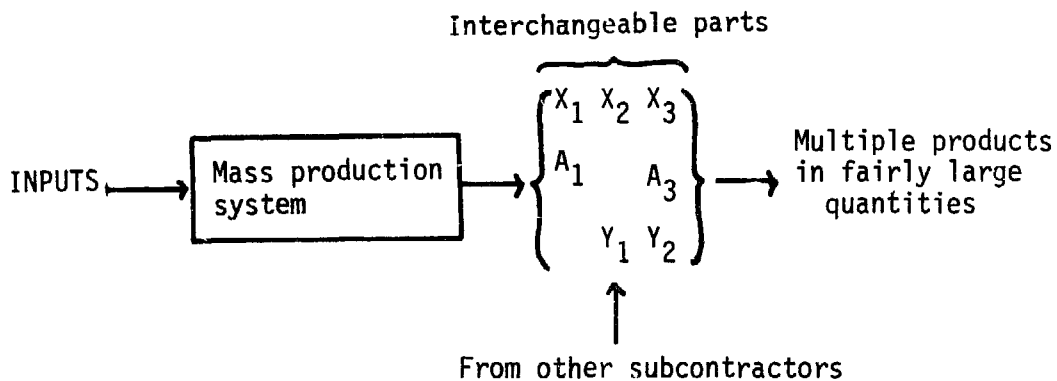 Interchangeable parts
X1 X2 X3
A1
A3
Y1 Y2
INPUTS
Mass production
system
Multiple products
in fairly large
quantities
From other subcontractors